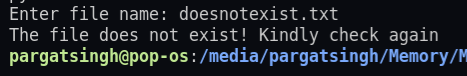 Enter file name: doesnotexist.txt
The file does not exist! Kindly check again
pargatsingh@pop-os:/media/pargatsingh/Memory/M